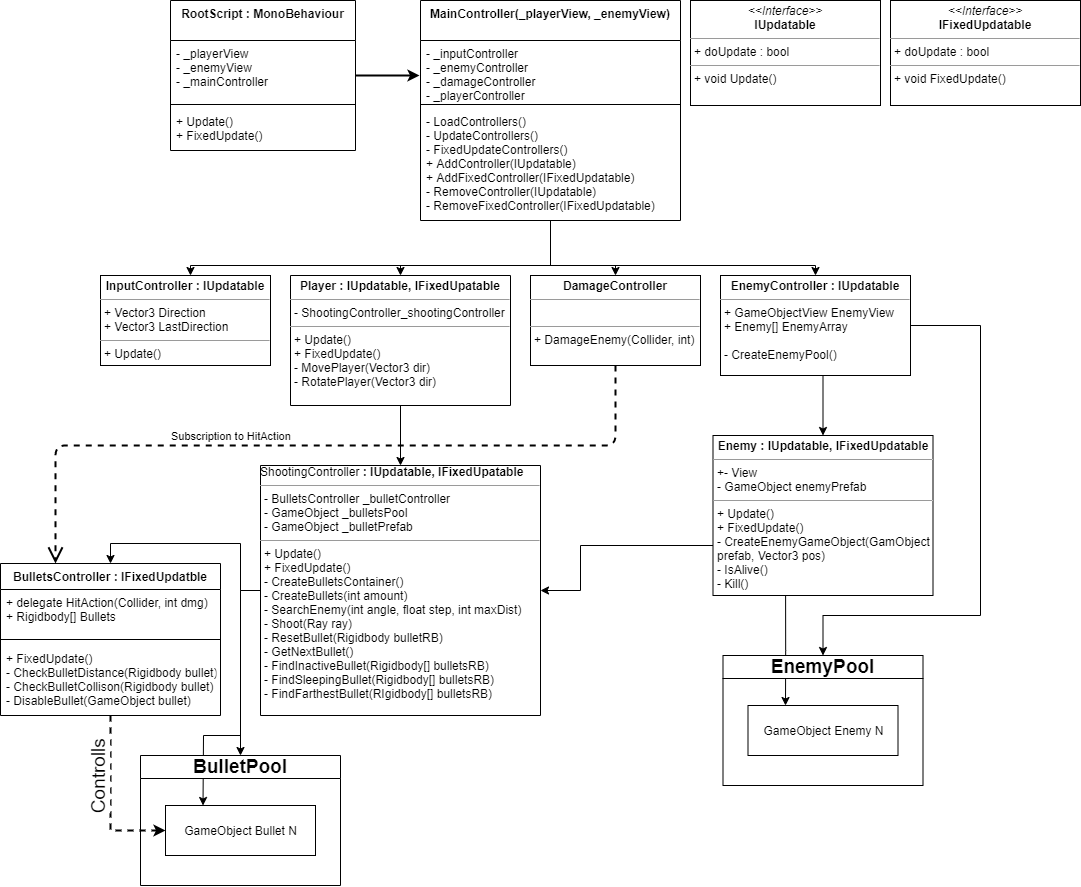 RootScript : MonoBehaviour
- _playerView
- _enemyView
- _mainController
+ Update()
+ FixedUpdate()
MainController(_playerView, _enemyView)
- _inputController
- _enemyController
- _damageController
- _playerController
- LoadControllers()
- UpdateControllers()
- FixedUpdateControllers()
+ AddController(IUpdatable)
+ AddFixedController(IFixedUpdatable)
- RemoveController(IUpdatable)
- RemoveFixedController(IFixedUpdatable)
<<Interface>>
IUpdatable
+ doUpdate : bool
+ void Update()
<<Interface>>
IFixedUpdatable
+ doUpdate : bool
+ void FixedUpdate()
InputController : IUpdatable
+ Vector3 Direction
+ Vector3 LastDirection
+ Update()
Player : IUpdatable, IFixedUpatable
- ShootingController_shootingController
+ Update()
+ FixedUpdate()
- MovePlayer(Vector3 dir)
- RotatePlayer(Vector3 dir)
DamageController
+ DamageEnemy(Collider, int)
EnemyController : IUpdatable
+ GameObjectView EnemyView
+ Enemy[] EnemyArray
- CreateEnemyPool()
Subscription to HitAction
Enemy : IUpdatable, IFixedUpdatable
+- View
- GameObject enemyPrefab
+ Update()
+ FixedUpdate()
- CreateEnemyGameObject(GamObject
prefab, Vector3 pos)
- IsAlive()
- Kill()
ShootingController : IUpdatable, IFixedUpatable
- BulletsController _bulletController
- GameObject _bulletsPool
- GameObject _bulletPrefab
+ Update()
+ FixedUpdate()
- CreateBulletsContainer()
- CreateBullets(int amount)
- SearchEnemy(int angle, float step, int maxDist)
- Shoot(Ray ray)
- ResetBullet(Rigidbody bulletRB)
- GetNextBullet()
- FindInactiveBullet(Rigidbody[] bulletsRB)
- FindSleepingBullet(Rigidbody[] bulletsRB)
- FindFarthestBullet(RIgidbody[] bulletsRB)
BulletsController : IFixedUpdatble
+ delegate HitAction(Collider, int dmg)
+ Rigidbody[] Bullets
+ FixedUpdate()
- CheckBulletDistance(Rigidbody bullet)
- CheckBulletCollison(Rigidbody bullet)
- DisableBullet(GameObject bullet)
EnemyPool
GameObject Enemy N
Controlls
BulletPool
GameObject Bullet N